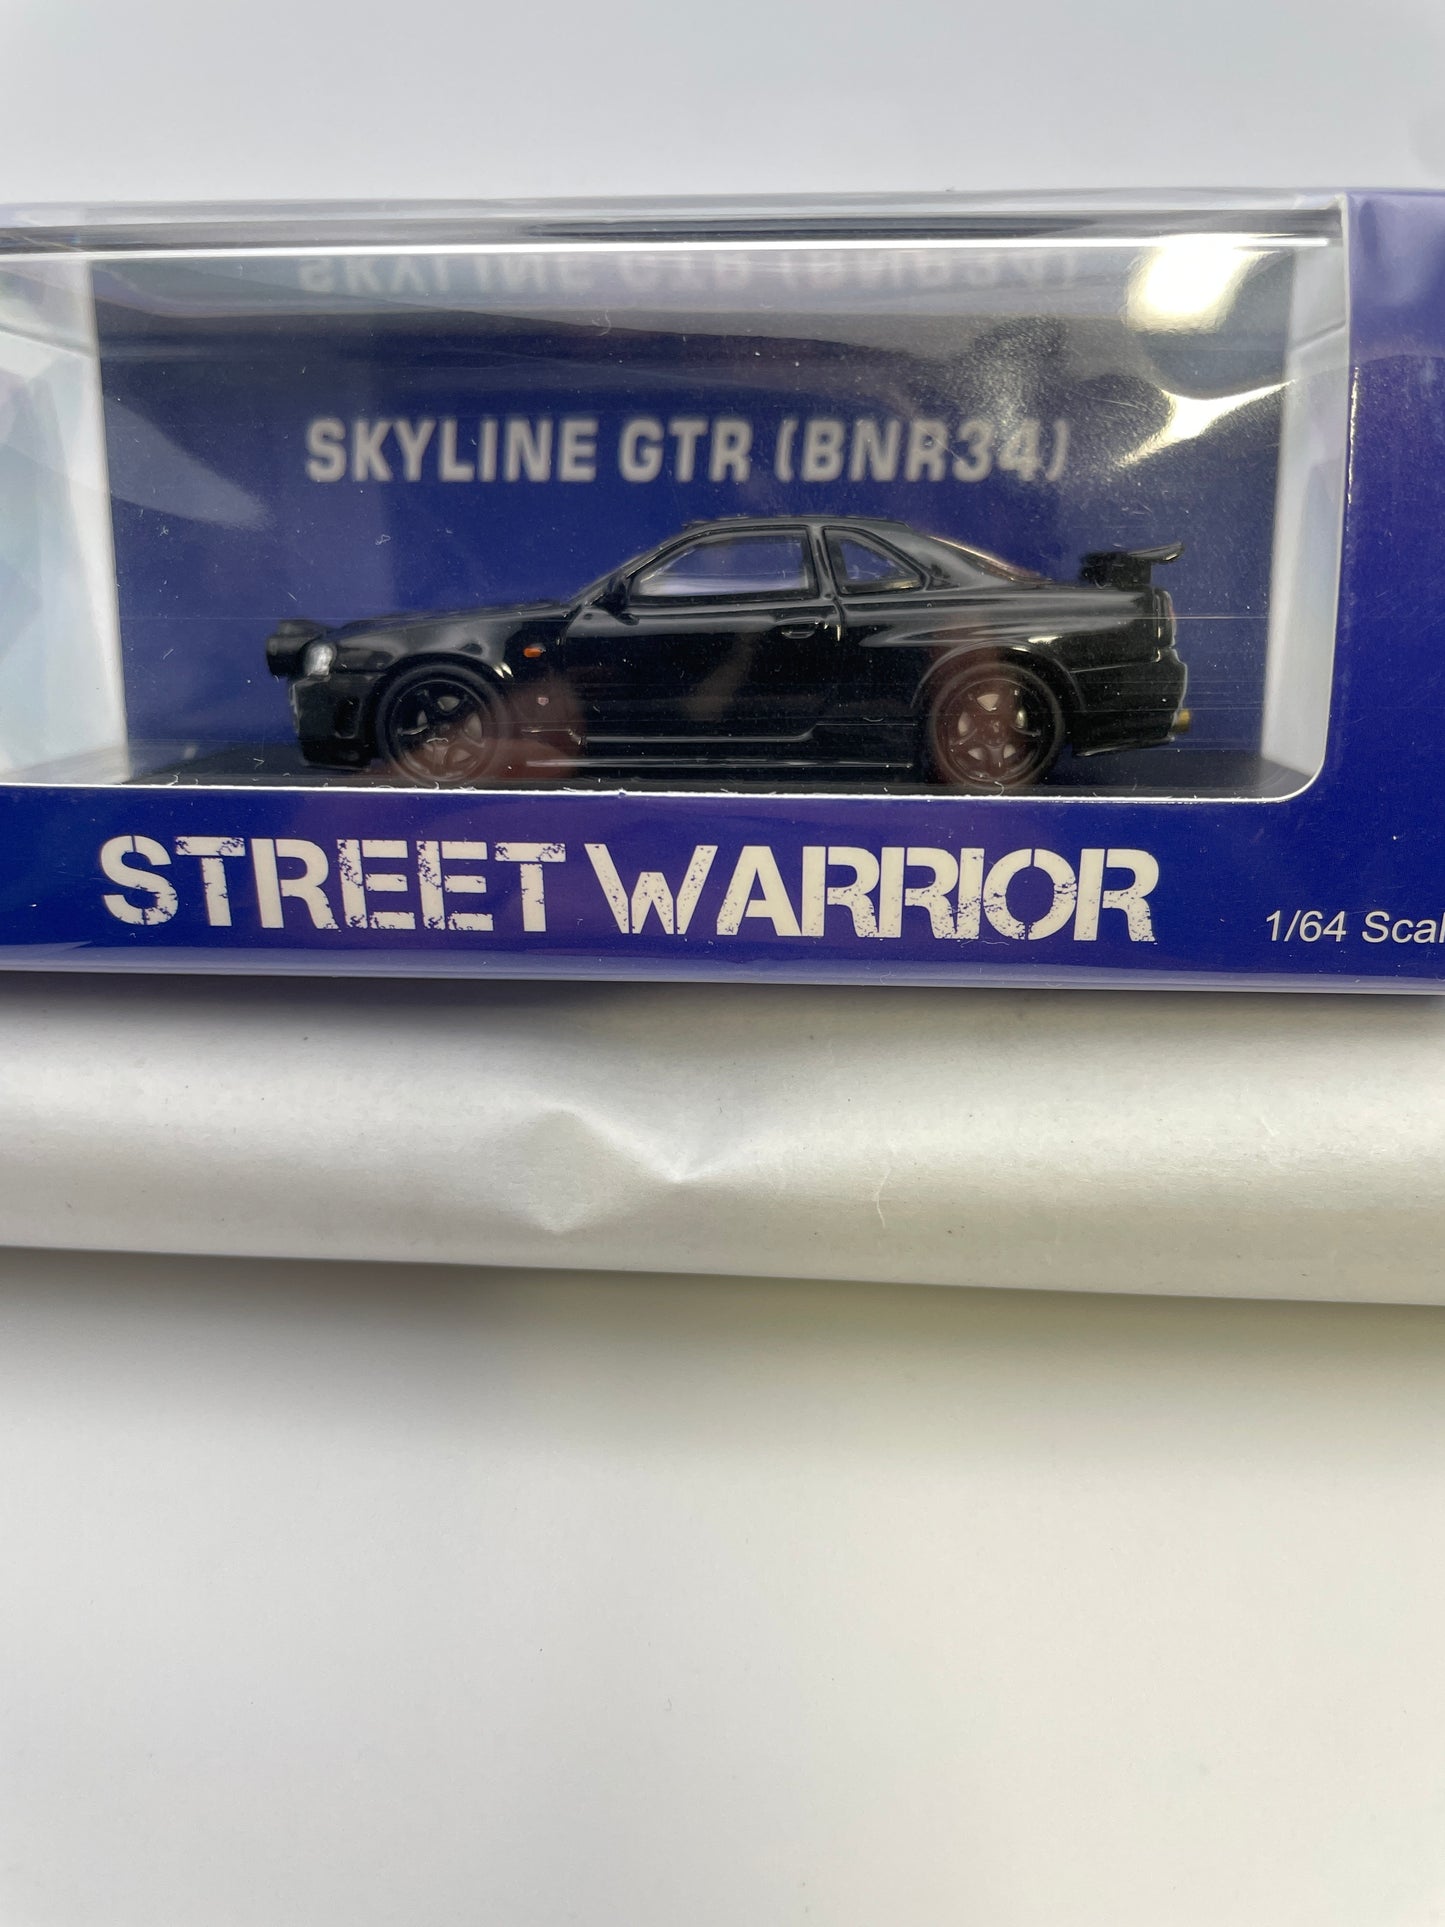 SKYLINE GTR (BNR34)
STREET WARRIOR
1/64 Scal